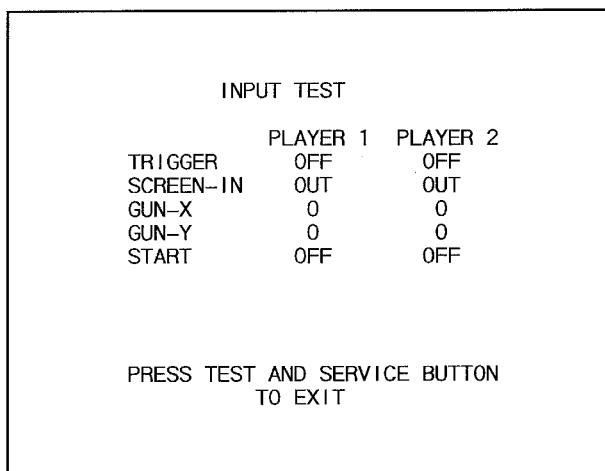 INPUT TEST
PLAYER 1 PLAYER 2
TRIGGER OFF OFF
SCREEN-IN OUT OUT
GUN-X 0 0
GUN-Y 0 0
START OFF OFF
PRESS TEST AND SERVICE BUTTON
TO EXIT